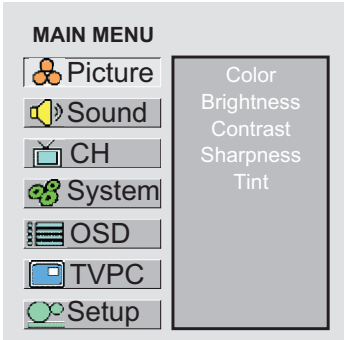 MAIN MENU
Picture
Sound
CH
System
OSD
TVPC
Setup
Color
Brightness
Contrast
Sharpness
Tint